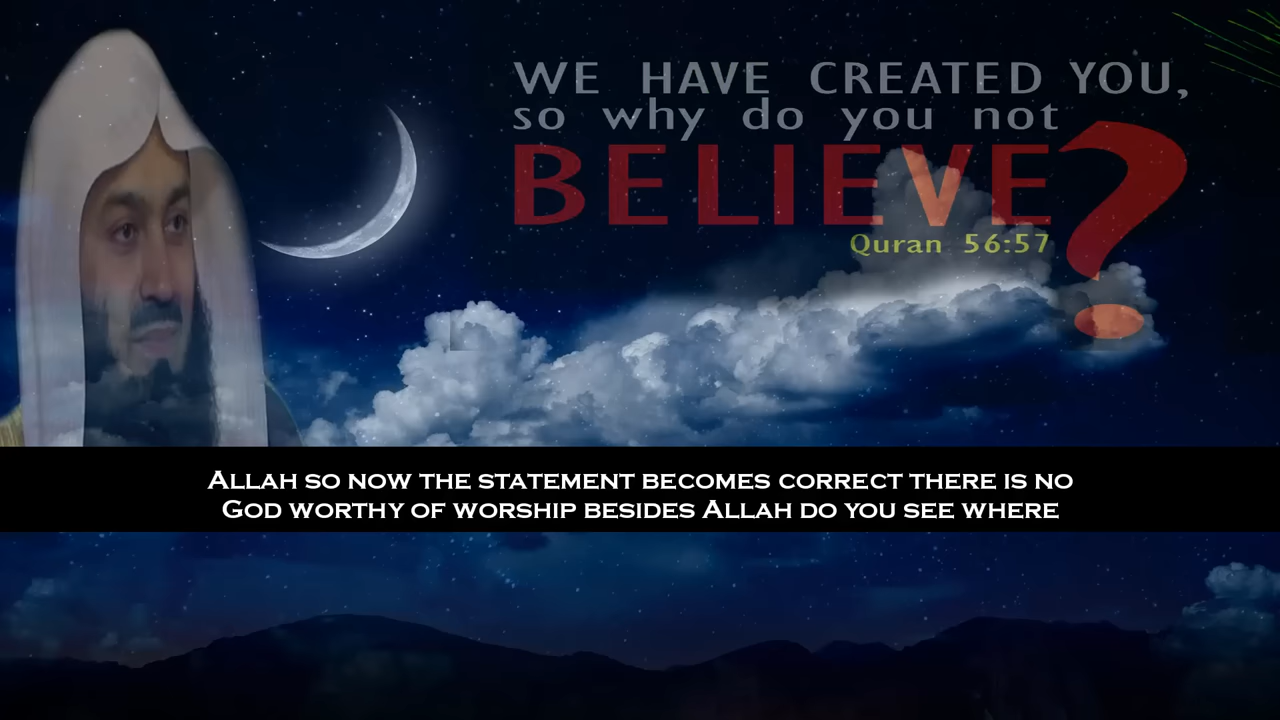 WE HAVE CREATED YOU,
so why do you not
BELIEVE?
Quran 56:57
ALLAH SO NOW THE STATEMENT BECOMES CORRECT THERE IS NO
GOD WORTHY OF WORSHIP BESIDES ALLAH DO YOU SEE WHERE